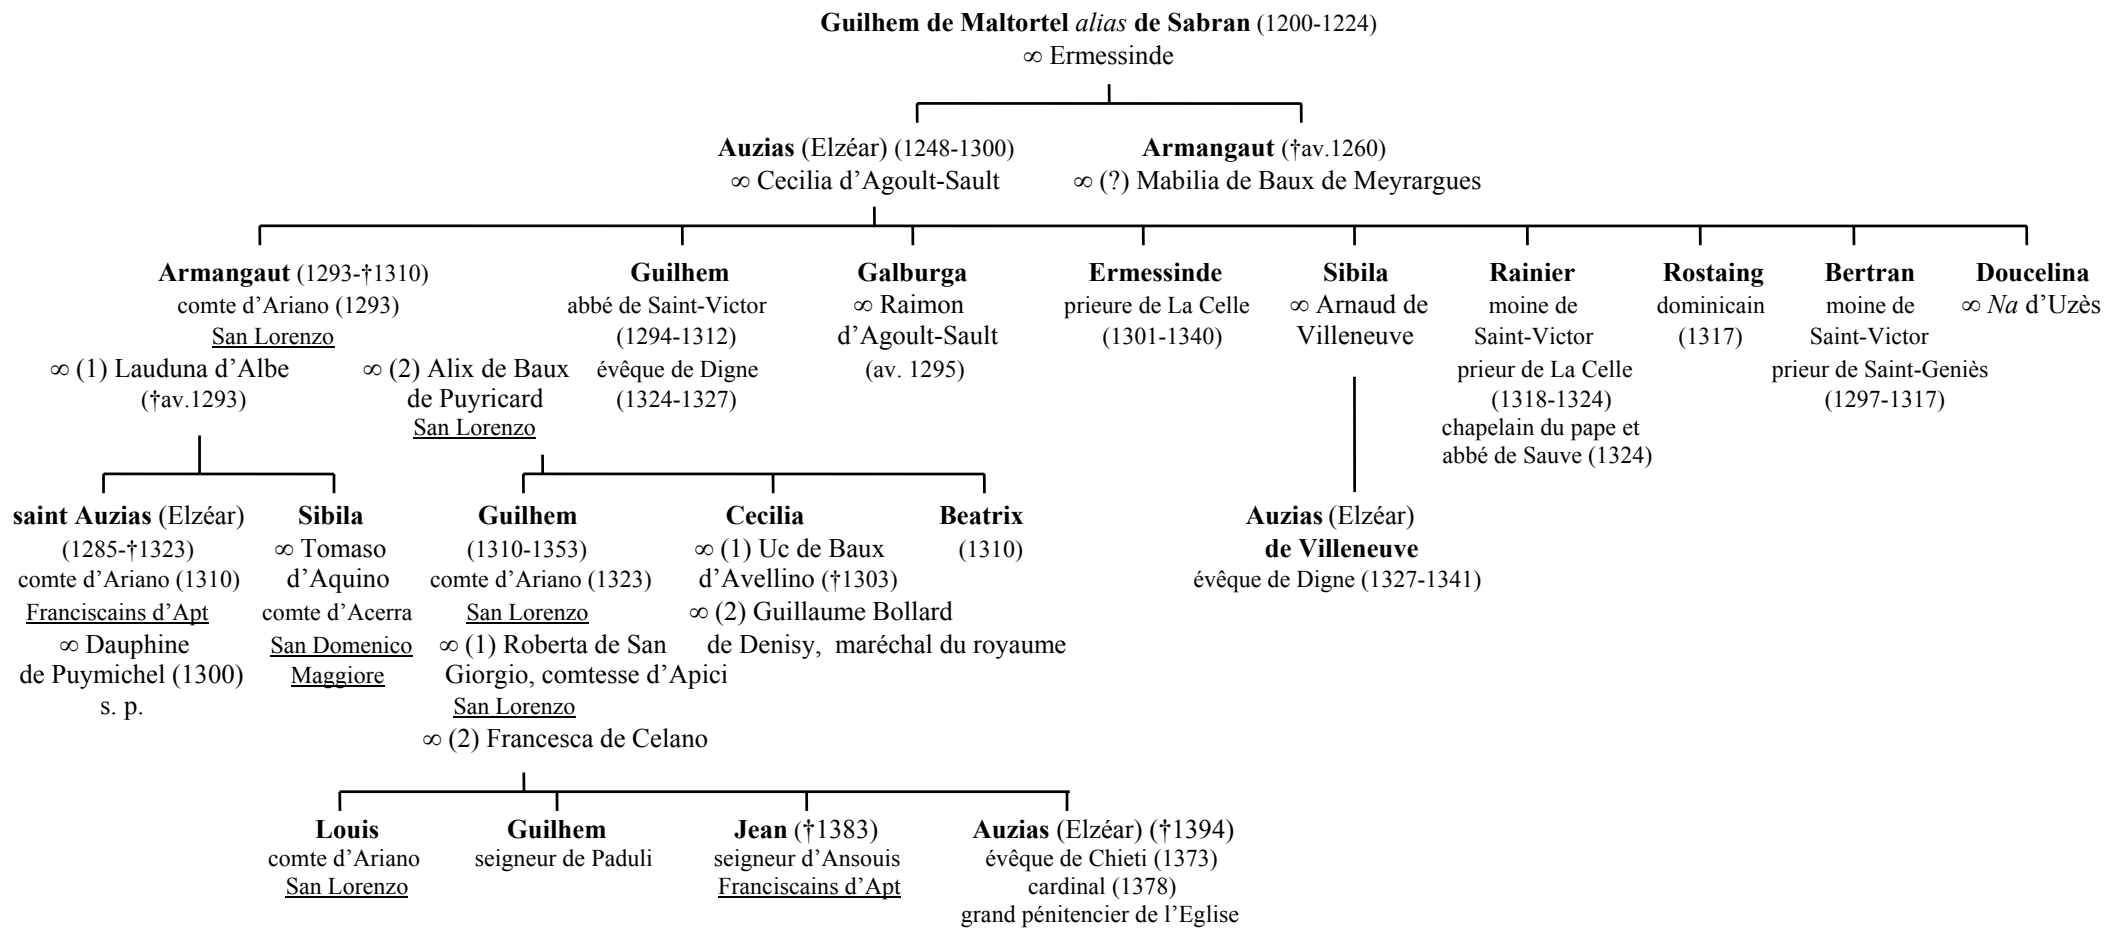 Guilhem de Maltortel alias de Sabran (1200-1224)
∞ Ermessinde
Auzias (Elzéar) (1248-1300)
∞ Cecilia d’Agoult-Sault
Armangaut (†av.1260)
∞ (?) Mabilia de Baux de Meyrargues
Armangaut (1293-†1310)
comte d’Ariano (1293)
San Lorenzo
∞ (1) Lauduna d’Albe
(†av.1293)
∞ (2) Alix de Baux
de Puyricard
San Lorenzo
Guilhem
abbé de Saint-Victor
(1294-1312)
évêque de Digne
(1324-1327)
Galburga
∞ Raimon
d’Agoult-Sault
(av. 1295)
Ermessinde
prieure de La Celle
(1301-1340)
Sibila
∞ Arnaud de
Villeneuve
Rainier
moine de
Saint-Victor
prieur de La Celle
(1318-1324)
chapelain du pape et
abbé de Sauve (1324)
Rostaing
dominicain
(1317)
Bertran
moine de
Saint-Victor
prieur de Saint-Geniès
(1297-1317)
Doucelina
∞ Na d’Uzès
saint Auzias (Elzéar)
(1285-†1323)
comte d’Ariano (1310)
Franciscains d’Apt
∞ Dauphine
de Puymichel (1300)
s. p.
Sibila
∞ Tomaso
d’Aquino
comte d’Acerra
San Domenico
Maggiore
Guilhem
(1310-1353)
comte d’Ariano (1323)
San Lorenzo
∞ (1) Roberta de San
Giorgio, comtesse d’Apici
San Lorenzo
∞ (2) Francesca de Celano
Cecilia
∞ (1) Uc de Baux
d’Avellino (†1303)
∞ (2) Guillaume Bollard
de Denisy, maréchal du royaume
Beatrix
(1310)
Auzias (Elzéar)
de Villeneuve
évêque de Digne (1327-1341)
Louis
comte d’Ariano
San Lorenzo
Guilhem
seigneur de Paduli
Jean (†1383)
seigneur d’Ansouis
Franciscains d’Apt
Auzias (Elzéar) (†1394)
évêque de Chieti (1373)
cardinal (1378)
grand pénitencier de l’Eglise